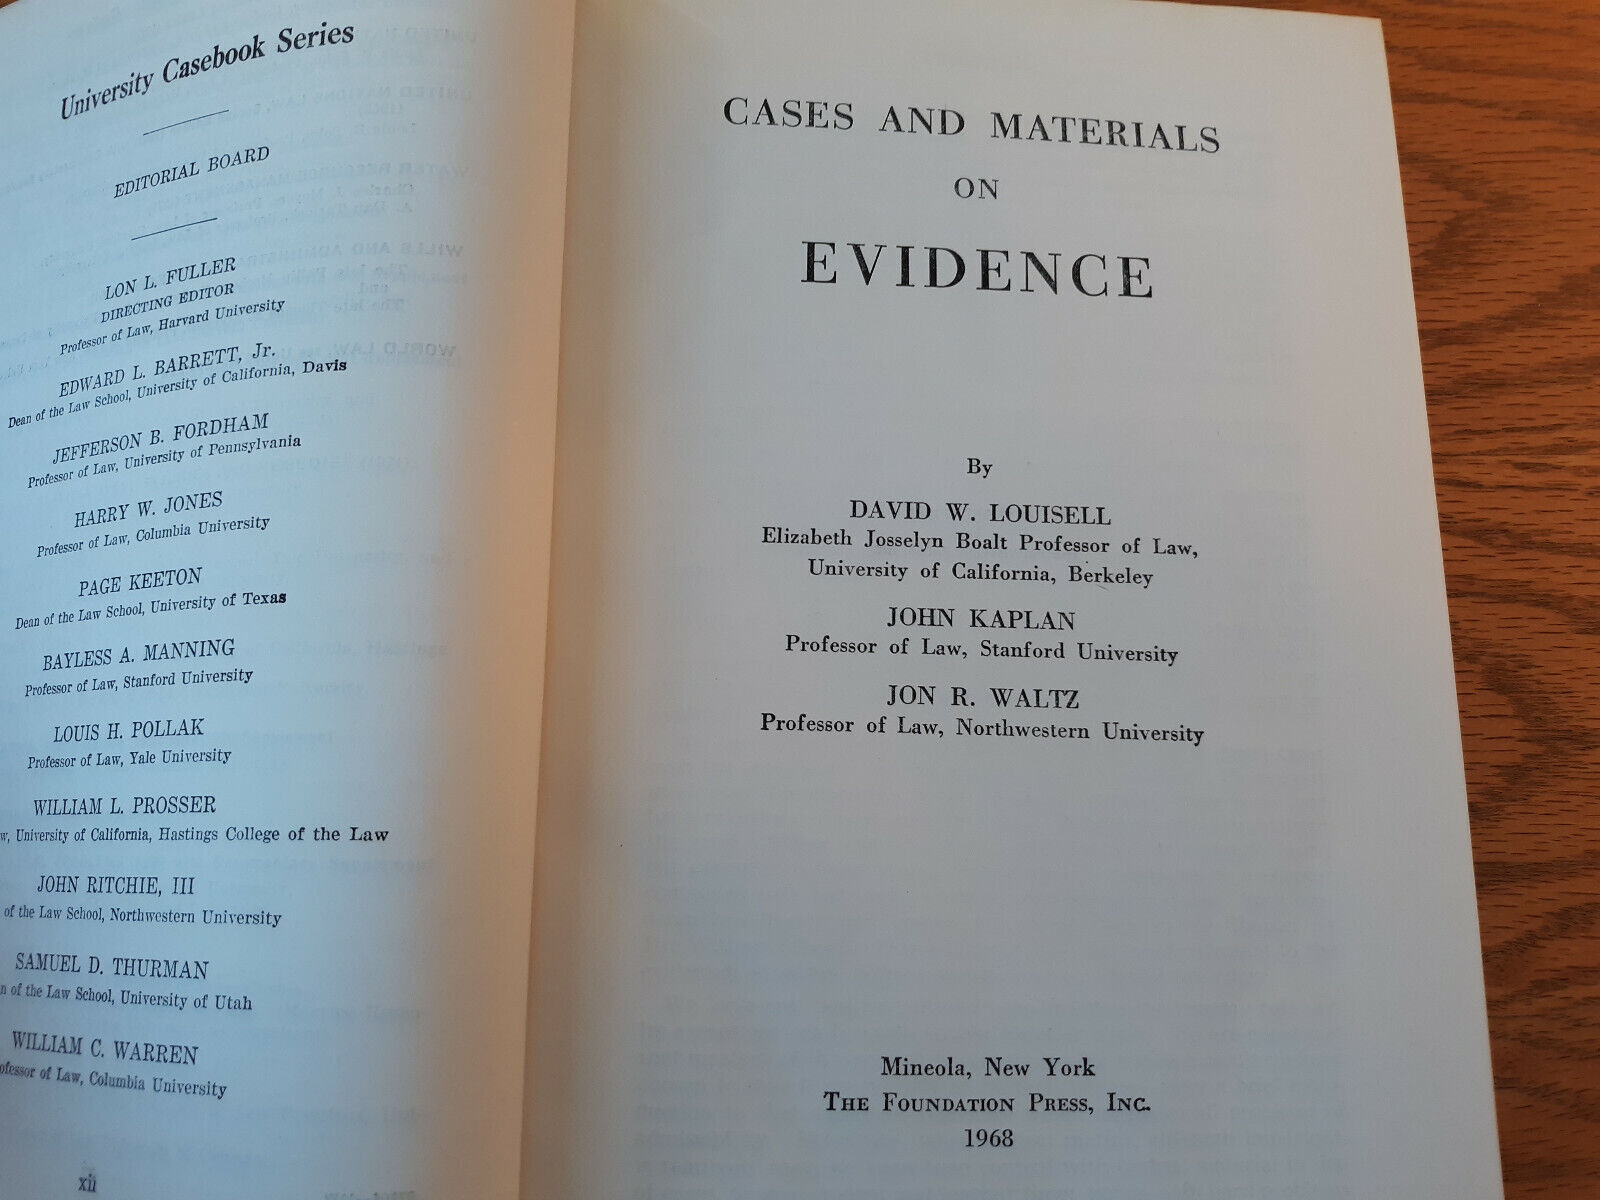 University Casebook Series
EDITORIAL BOARD
LON L. FULLER
DIRECTING EDITOR
Professor of Law, Harvard University
EDWARD L. BARRETT, Jr.
Dean of the Law School, University of California, Davis
JEFFERSON B. FORDHAM
Professor of Law, University of Pennsylvania
HARRY W. JONES
Professor of Law, Columbia University
PAGE KEETON
Dean of the Law School, University of Texas
BAYLESS A. MANNING
Professor of Law, Stanford University
LOUIS H. POLLAK
Professor of Law, Yale University
WILLIAM L. PROSSER
University of California, Hastings College of the Law
JOHN RITCHIE, III
of the Law School, Northwestern University
SAMUEL D. THURMAN
of the Law School, University of Utah
WILLIAM C. WARREN
of Law, Columbia University
xii
CASES AND MATERIALS
ON
EVIDENCE
By
DAVID W. LOUISELL
Elizabeth Josselyn Boalt Professor of Law,
University of California, Berkeley
JOHN KAPLAN
Professor of Law, Stanford University
JON R. WALTZ
Professor of Law, Northwestern University
Mineola, New York
THE FOUNDATION PRESS, INC.
1968